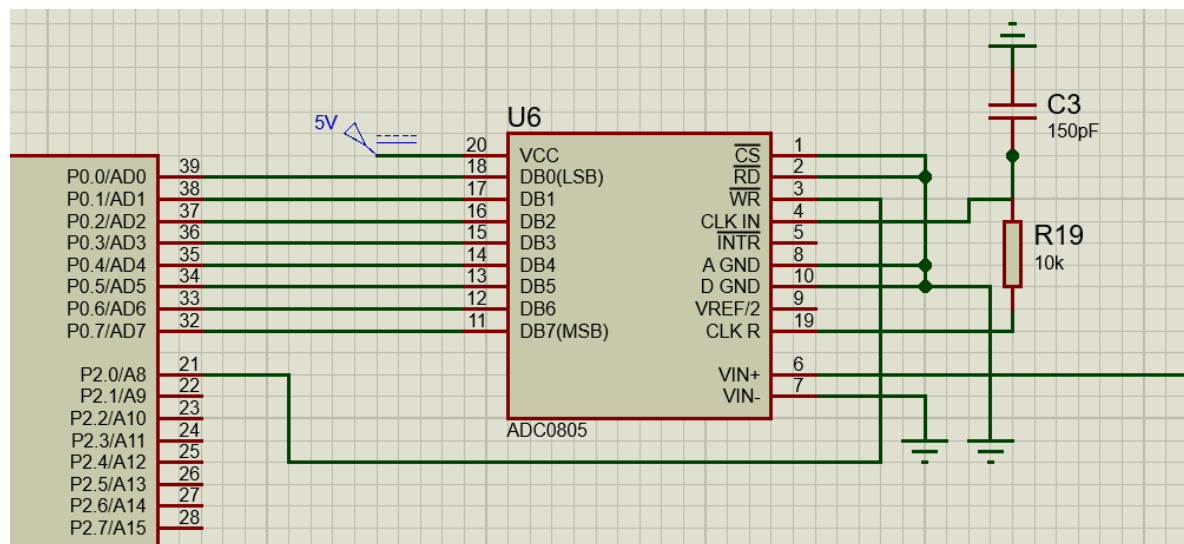 U6
5V
39
P0.0/AD0
38
P0.1/AD1
37
P0.2/AD2
36
P0.3/AD3
35
P0.4/AD4
34
P0.5/AD5
33
P0.6/AD6
32
P0.7/AD7
21
P2.0/A8
22
P2.1/A9
23
P2.2/A10
24
P2.3/A11
25
P2.4/A12
26
P2.5/A13
27
P2.6/A14
28
P2.7/A15
20
VCC
18
DB0(LSB)
17
DB1
16
DB2
15
DB3
14
DB4
13
DB5
12
DB6
11
DB7(MSB)
CS
1
RD
2
WR
3
CLK IN
4
INTR
5
A GND
8
D GND
10
VREF/2
9
CLK R
19
VIN+
6
VIN-
7
ADC0805
C3
150pF
R19
10k